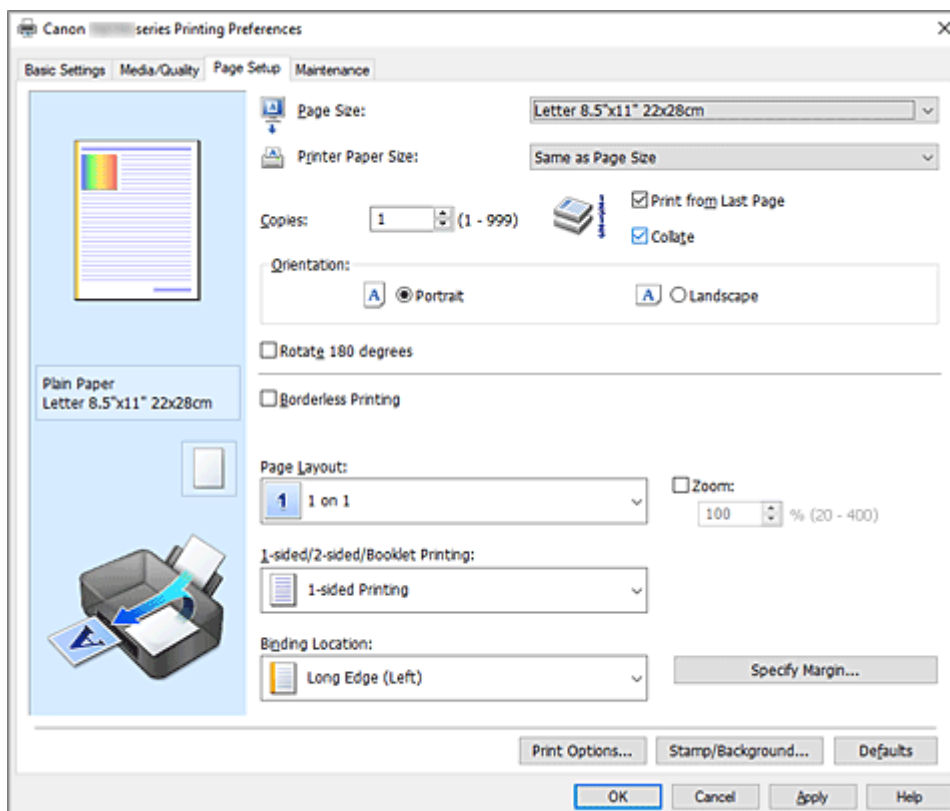 Canon series Printing Preferences
Basic Settings Media/Quality Page Setup Maintenance
Page Size: Letter 8.5"x11" 22x28cm
Printer Paper Size: Same as Page Size
Copies: 1 (1 - 999)
Print from Last Page
Collate
Orientation:
A Portrait A Landscape
Rotate 180 degrees
Plain Paper
Letter 8.5"x11" 22x28cm
Borderless Printing
Page Layout:
1 1 on 1
Zoom:
100 % (20 - 400)
1-sided/2-sided/Booklet Printing:
1-sided Printing
A
Binding Location:
Long Edge (Left)
Specify Margin...
Print Options... Stamp/Background... Defaults
OK Cancel Apply Help